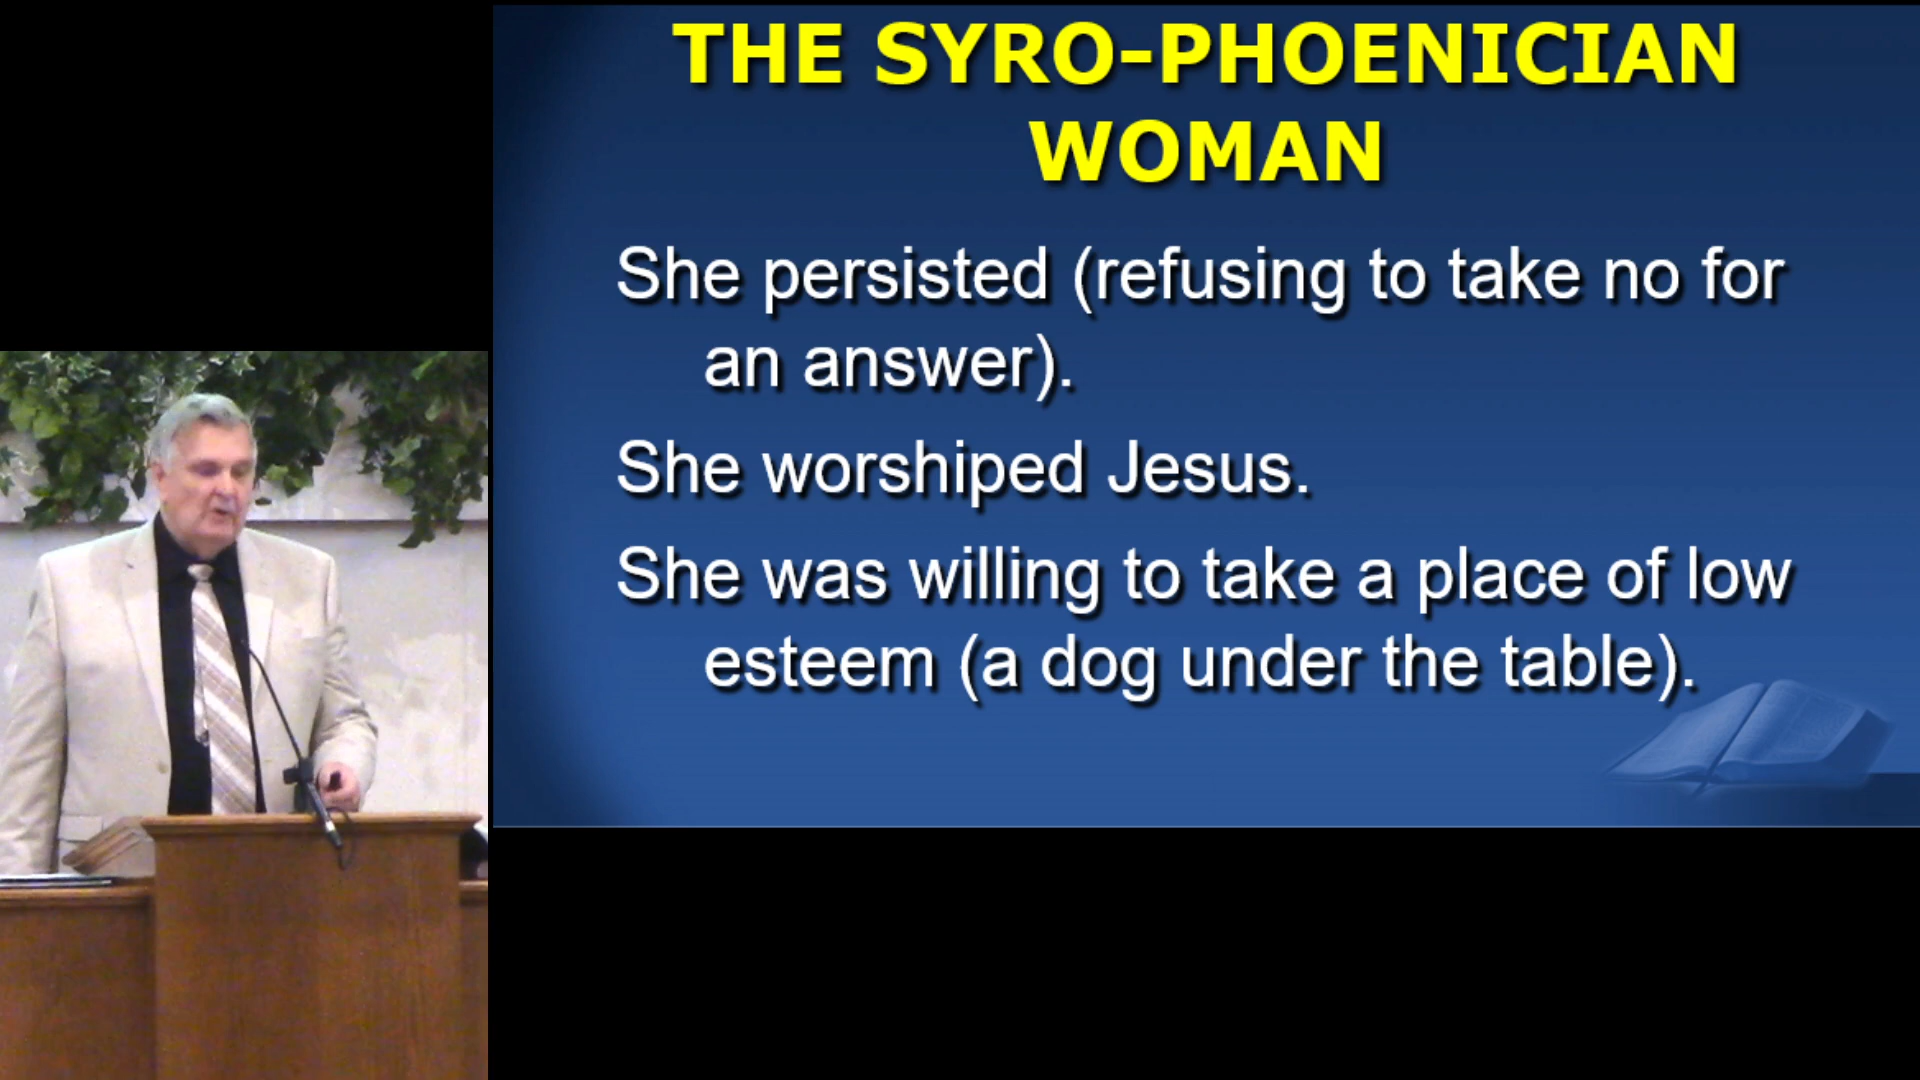 THE SYRO-PHOENICIAN
WOMAN
She persisted (refusing to take no for
an answer).
She worshiped Jesus.
She was willing to take a place of low
esteem (a dog under the table).